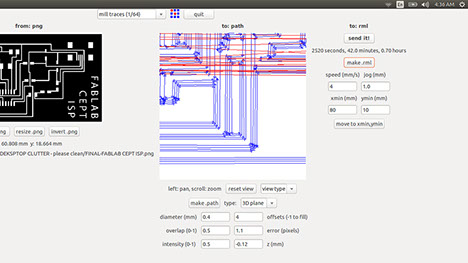 En 4:36 AM
mill traces (1/64) quit
from: png to: path to: rml
send it!
2520 seconds, 42.0 minutes, 0.70 hours
make .rml
speed (mm/s) jog (mm)
4 1.0
xmin (mm) ymin (mm)
80 10
move to xmin,ymin
FABLAB
CEPT
ISP
resize .png invert .png
60.808 mm y: 18.664 mm
DEKSPTOP CLUTTER - please clean/FINAL-FABLAB CEPT ISP.png
left: pan, scroll: zoom reset view view type
make .path type: 3D plane
diameter (mm) 0.4 4 offsets (-1 to fill)
overlap (0-1) 0.5 1.1 error (pixels)
intensity (0-1) 0.5 -0.12 z (mm)